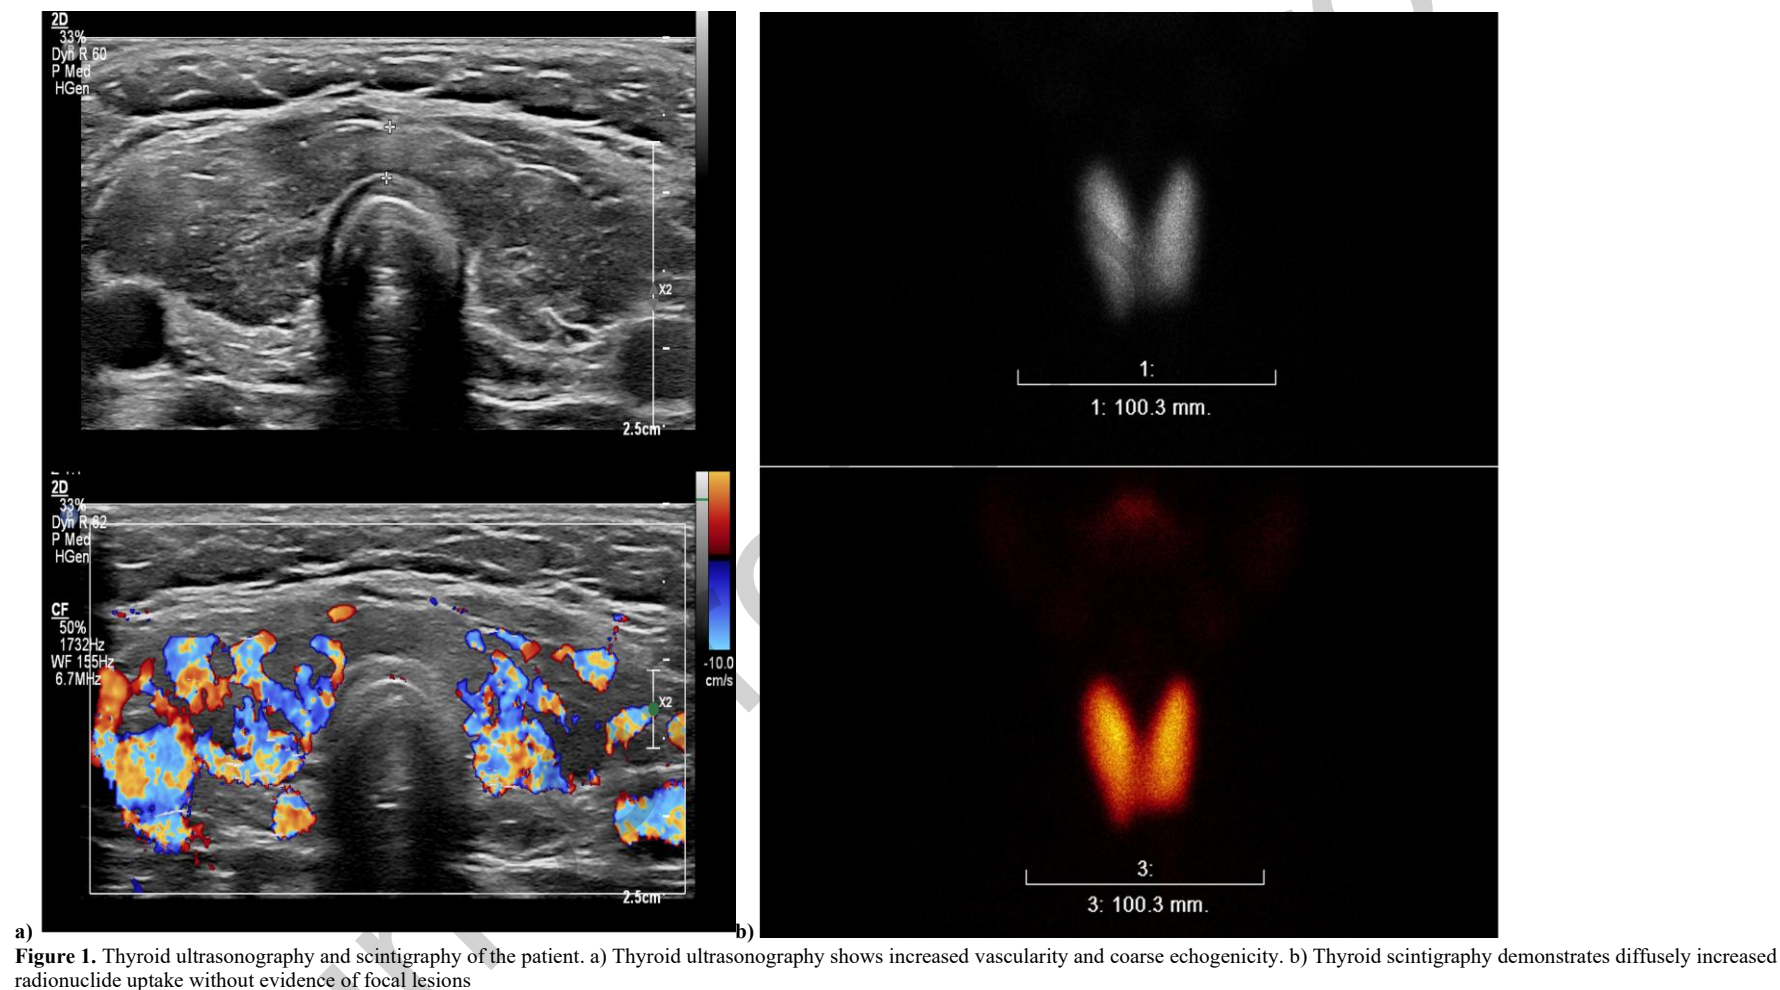 2D
33%
Dyn R 60
P Med
HGen
X2
2.5cm
2D
33%
Dyn R 62
P Med
HGen
CF
50%
1732Hz
WF 155Hz
6.7MHz
-10.0
cm/s
X2
2.5cm
a)
1:
1: 100.3 mm.
3:
3: 100.3 mm.
b)
Figure 1. Thyroid ultrasonography and scintigraphy of the patient. a) Thyroid ultrasonography shows increased vascularity and coarse echogenicity. b) Thyroid scintigraphy demonstrates diffusely increased
radionuclide uptake without evidence of focal lesions